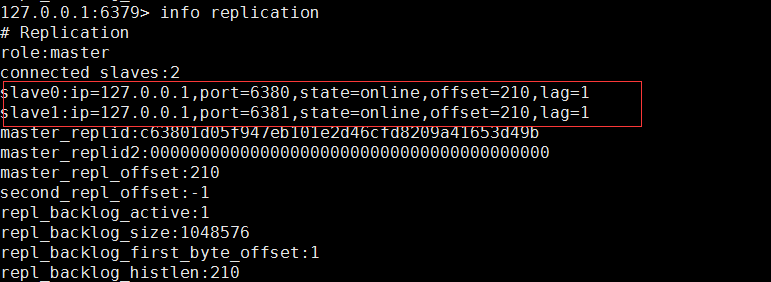 127.0.0.1:6379> info replication
# Replication
role:master
connected_slaves:2
slave0:ip=127.0.0.1,port=6380,state=online,offset=210,lag=1
slave1:ip=127.0.0.1,port=6381,state=online,offset=210,lag=1
master_replid:c63801d05f947eb101e2d46cfd8209a41653d49b
master_replid2:0000000000000000000000000000000000000000
master_repl_offset:210
second_repl_offset:-1
repl_backlog_active:1
repl_backlog_size:1048576
repl_backlog_first_byte_offset:1
repl_backlog_histlen:210